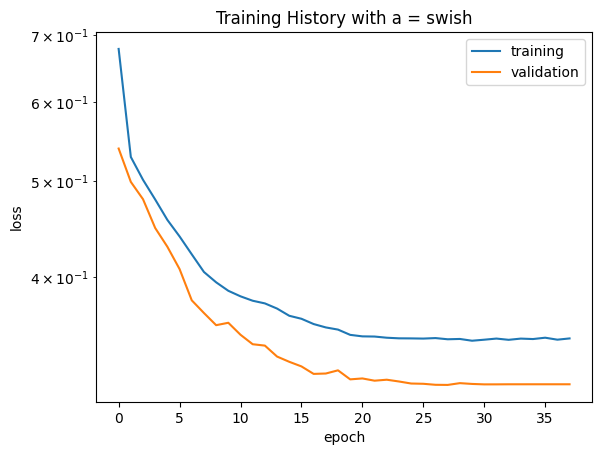 Training History with a = swish
training
validation
7 × 10⁻¹
6 × 10⁻¹
5 × 10⁻¹
4 × 10⁻¹
loss
0 5 10 15 20 25 30 35
epoch